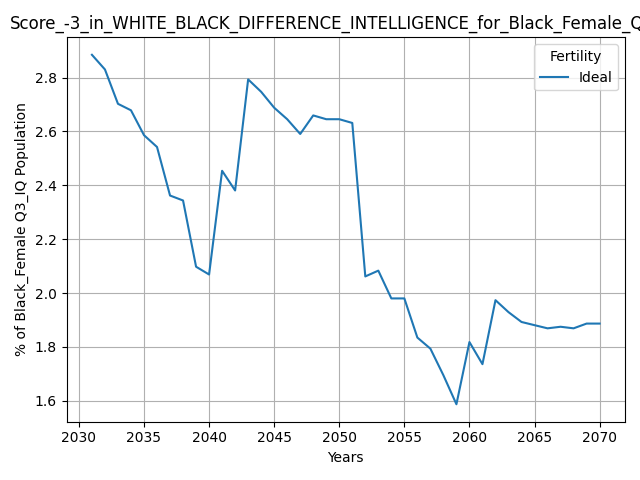 Score_-3_in_WHITE_BLACK_DIFFERENCE_INTELLIGENCE_for_Black_Female_Q
Fertility
Ideal
% of Black_Female Q3_IQ Population
2.8
2.6
2.4
2.2
2.0
1.8
1.6
2030 2035 2040 2045 2050 2055 2060 2065 2070
Years